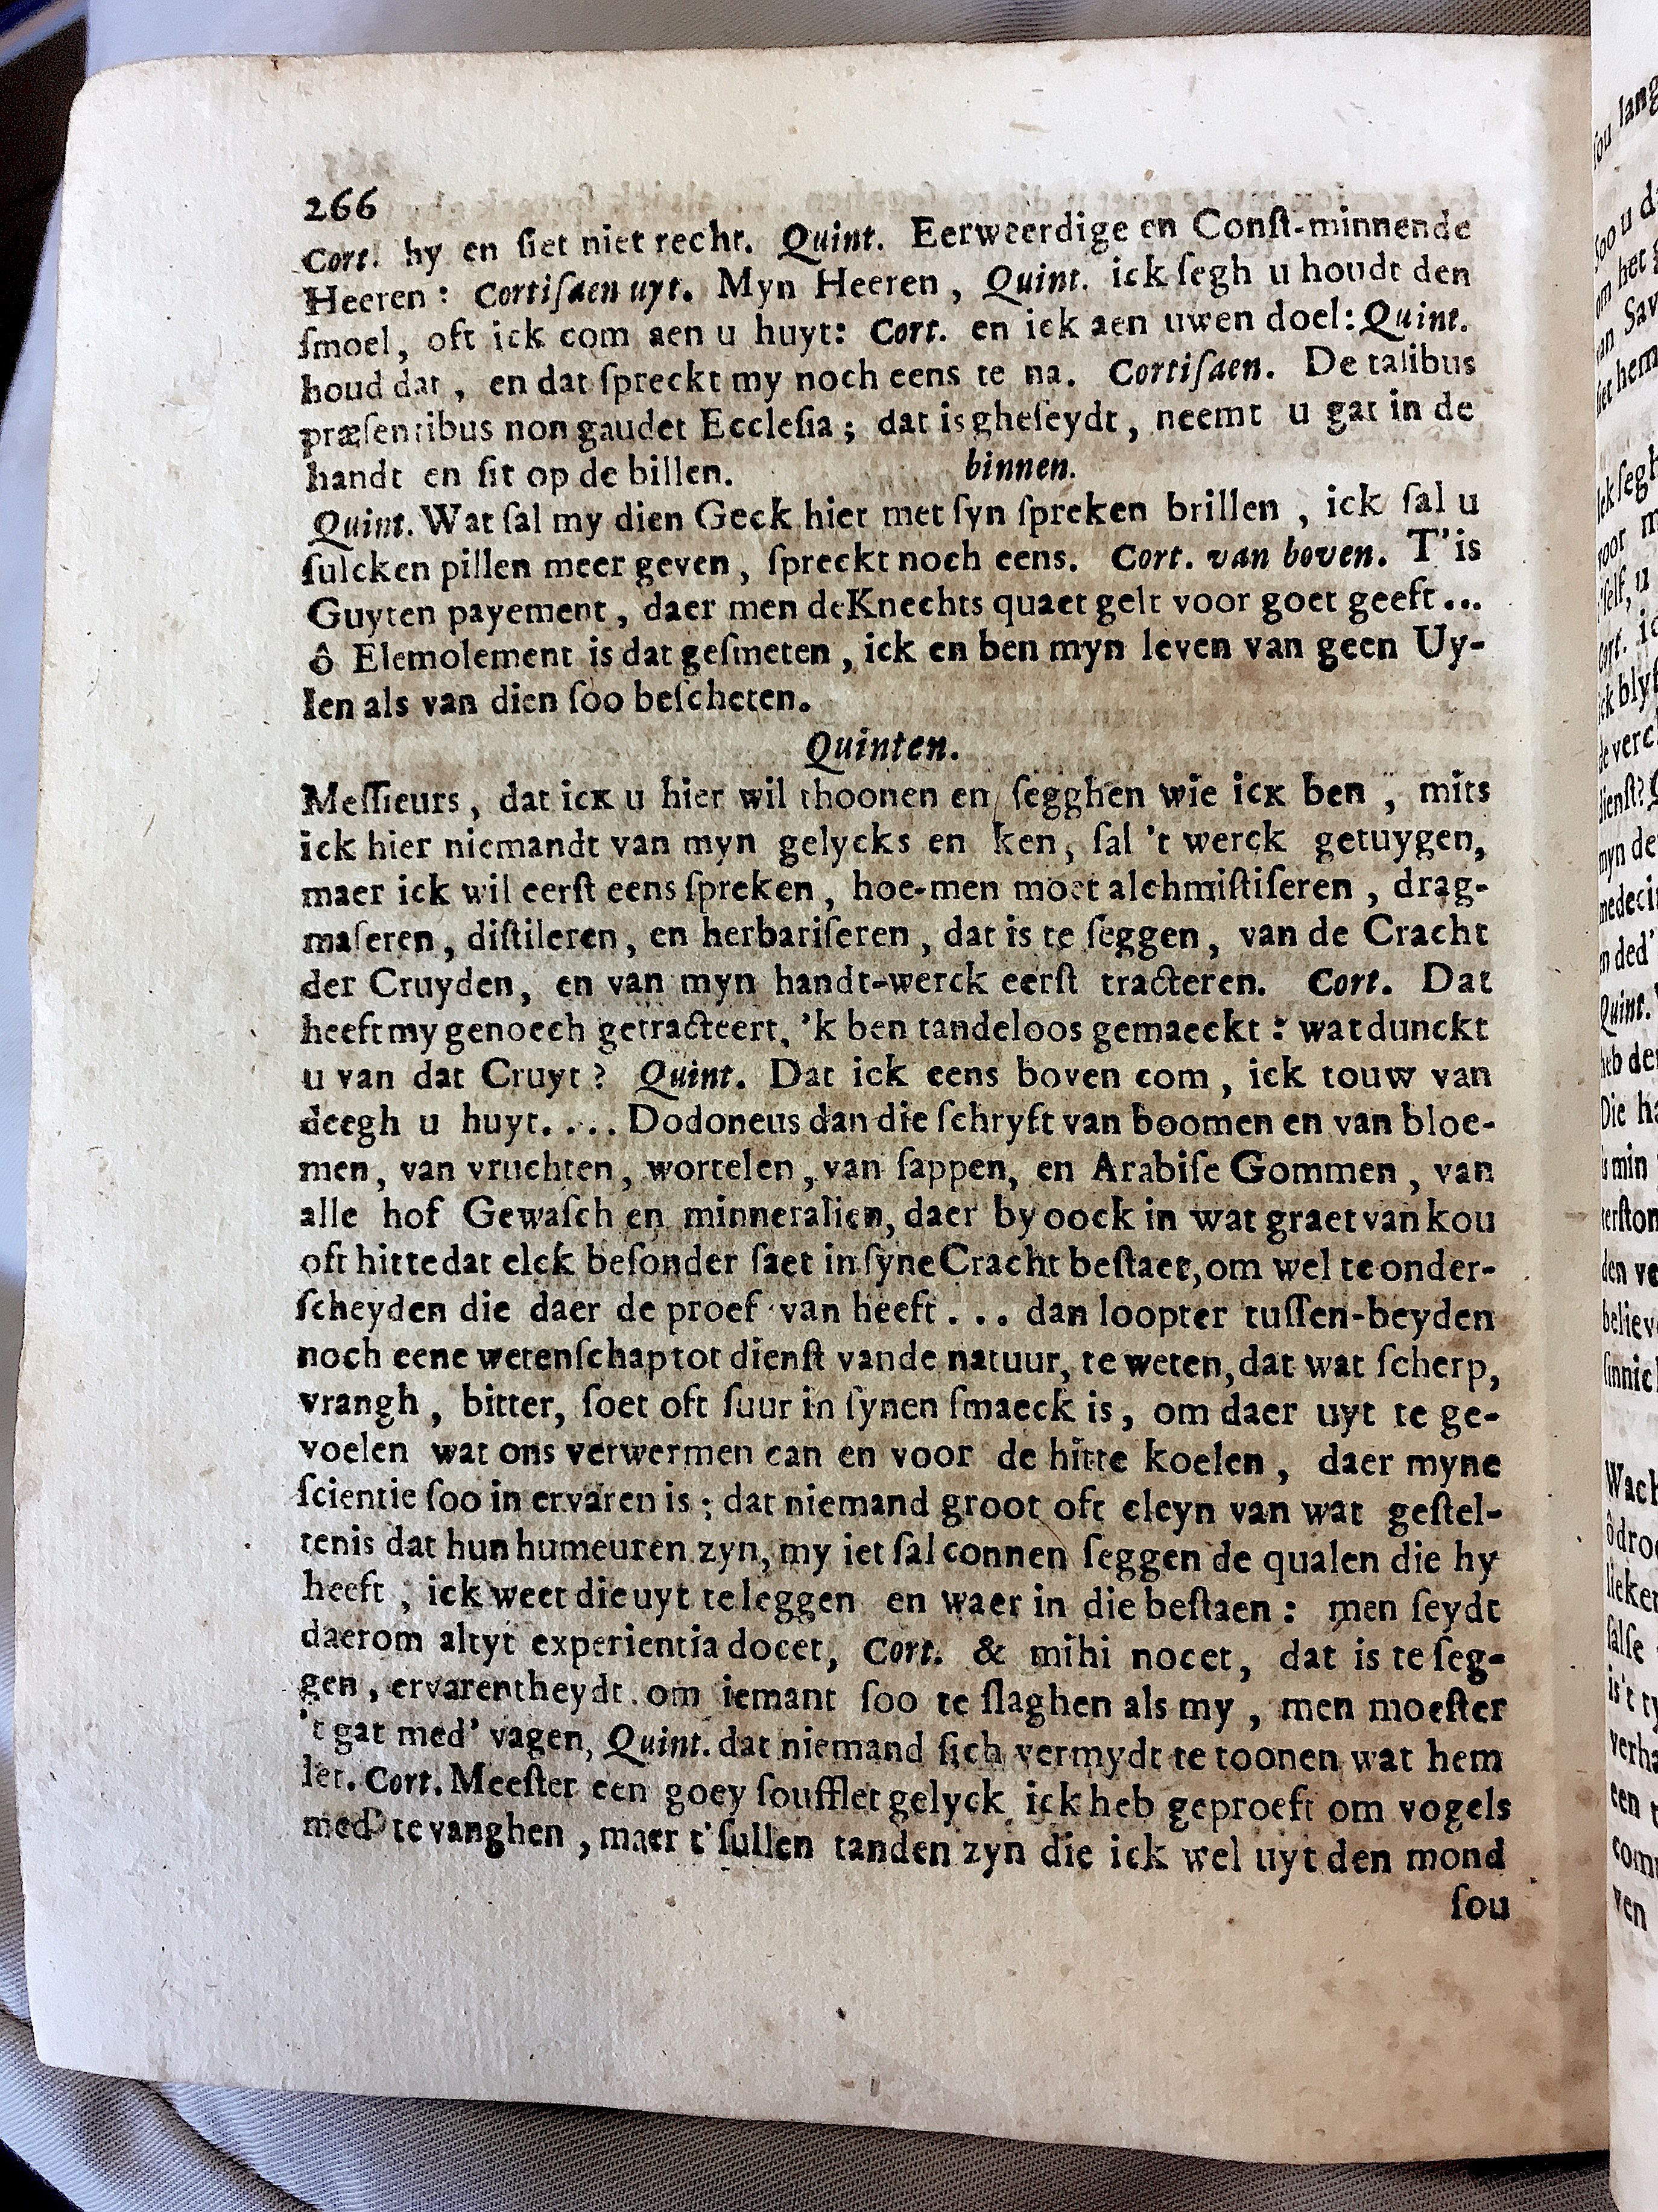 266
Cort. hy en ſiet niet recht. Quint. Eerweerdige en Conſt-minnende
Heeren : Cortiſaen uyt. Myn Heeren, Quint. ick ſegh u houdt den
ſmoel, oft ick com aen u huyt: Cort. en ick aen uwen doel: Quint.
houd dat, en dat ſpreckt my noch eens te na. Cortiſaen. De talibus
præſentibus non gaudet Eccleſia; dat is gheſeydt, neemt u gat in de
handt en ſit op de billen. binnen.
Quint. Wat ſal my dien Geck hier met ſyn ſpreken brillen, ick ſal u
ſulcken pillen meer geven, ſpreckt noch eens. Cort. van boven. T'is
Guyten payement, daer men de Knechts quaet gelt voor goet geeft...
ô Elemolement is dat geſmeten, ick en ben myn leven van geen Uy-
len als van dien ſoo beſcheten.
Quinten.
Meſſieurs, dat ick u hier wil thoonen en ſegghen wie ick ben, mits
ick hier niemandt van myn gelycks en ken, ſal 't werck getuygen,
maer ick wil eerſt eens ſpreken, hoe-men moet alchmiſtiſeren, drag-
maſeren, diſtileren, en herbariſeren, dat is te ſeggen, van de Cracht
der Cruyden, en van myn handt-werck eerſt tracteren. Cort. Dat
heeft my genoech getracteert, 'k ben tandeloos gemaeckt : wat dunckt
u van dat Cruyt? Quint. Dat ick eens boven com, ick touw van
deegh u huyt.... Dodoneus dan die ſchryft van boomen en van bloe-
men, van vruchten, wortelen, van ſappen, en Arabiſe Gommen, van
alle hof Gewaſch en minneralien, daer by oock in wat graet van kou
oft hitte dat elck beſonder ſaet in ſyne Cracht beſtaet, om wel te onder-
ſcheyden die daer de proef van heeft... dan loopter tuſſen-beyden
noch eene wetenſchap tot dienſt vande natuur, te weten, dat wat ſcherp,
vrangh, bitter, ſoet oft ſuur in ſynen ſmaeck is, om daer uyt te ge-
voelen wat ons verwermen can en voor de hitte koelen, daer myne
ſcientie ſoo in ervaren is; dat niemand groot oft cleyn van wat geſtel-
tenis dat hun humeuren zyn, my iet ſal connen ſeggen de qualen die hy
heeft, ick weet die uyt te leggen en waer in die beſtaen : men ſeydt
daerom altyt experientia docet, Cort. & mihi nocet, dat is te ſeg-
gen, ervarentheydt om iemant ſoo te ſlaghen als my, men moeſter
't gat med' vagen, Quint. dat niemand ſich vermydt te toonen wat hem
let. Cort. Meeſter een goey ſoufflet gelyck ick heb geproeft om vogels
med' te vanghen, maer t'ſullen tanden zyn die ick wel uyt den mond
ſou